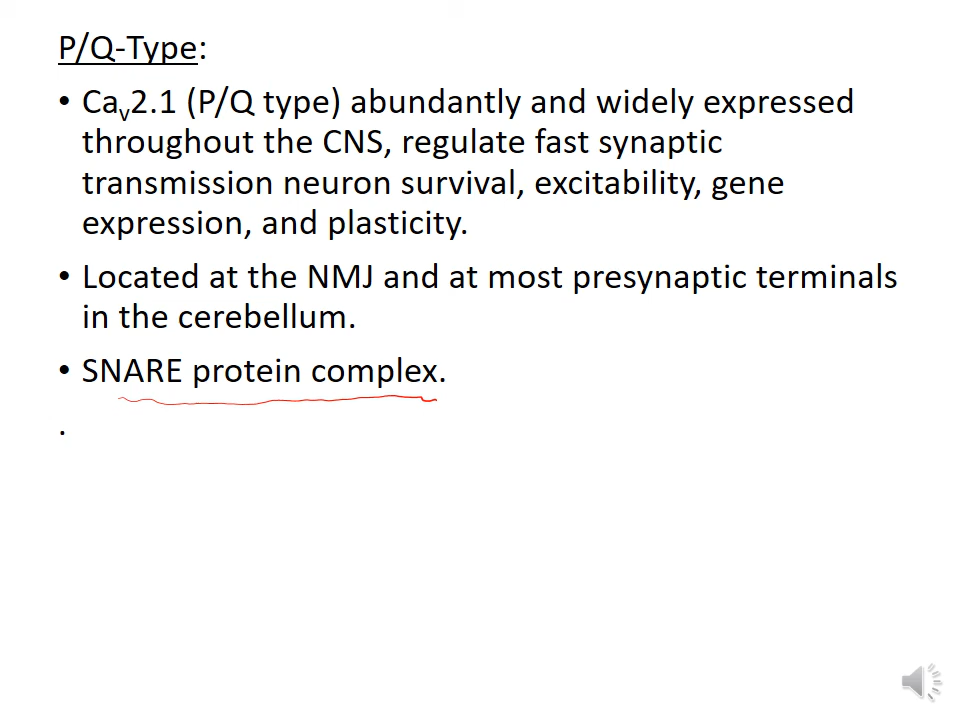 P/Q-Type:
• Cav2.1 (P/Q type) abundantly and widely expressed
throughout the CNS, regulate fast synaptic
transmission neuron survival, excitability, gene
expression, and plasticity.
• Located at the NMJ and at most presynaptic terminals
in the cerebellum.
• SNARE protein complex.
.